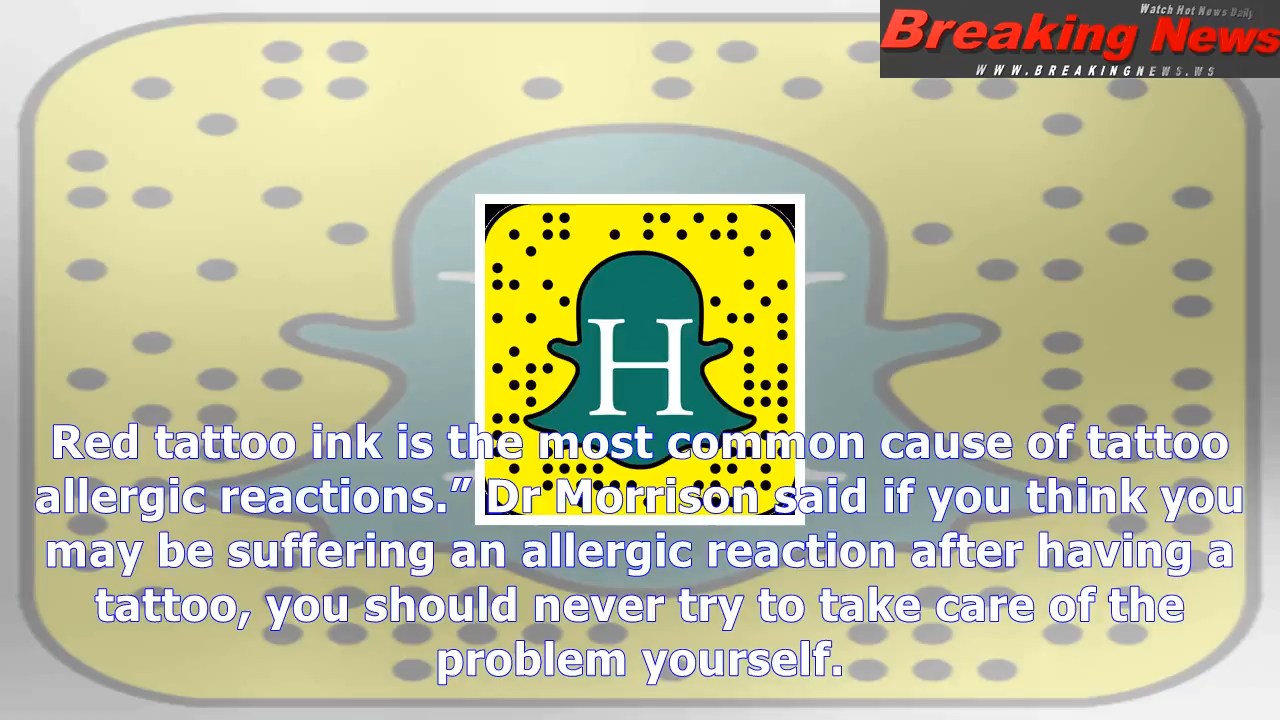 Watch Hot News Daily
Breaking News
WWW.BREAKINGNEWS.WS
H
Red tattoo ink is the most common cause of tattoo
allergic reactions.” Dr Morrison said if you think you
may be suffering an allergic reaction after having a
tattoo, you should never try to take care of the
problem yourself.